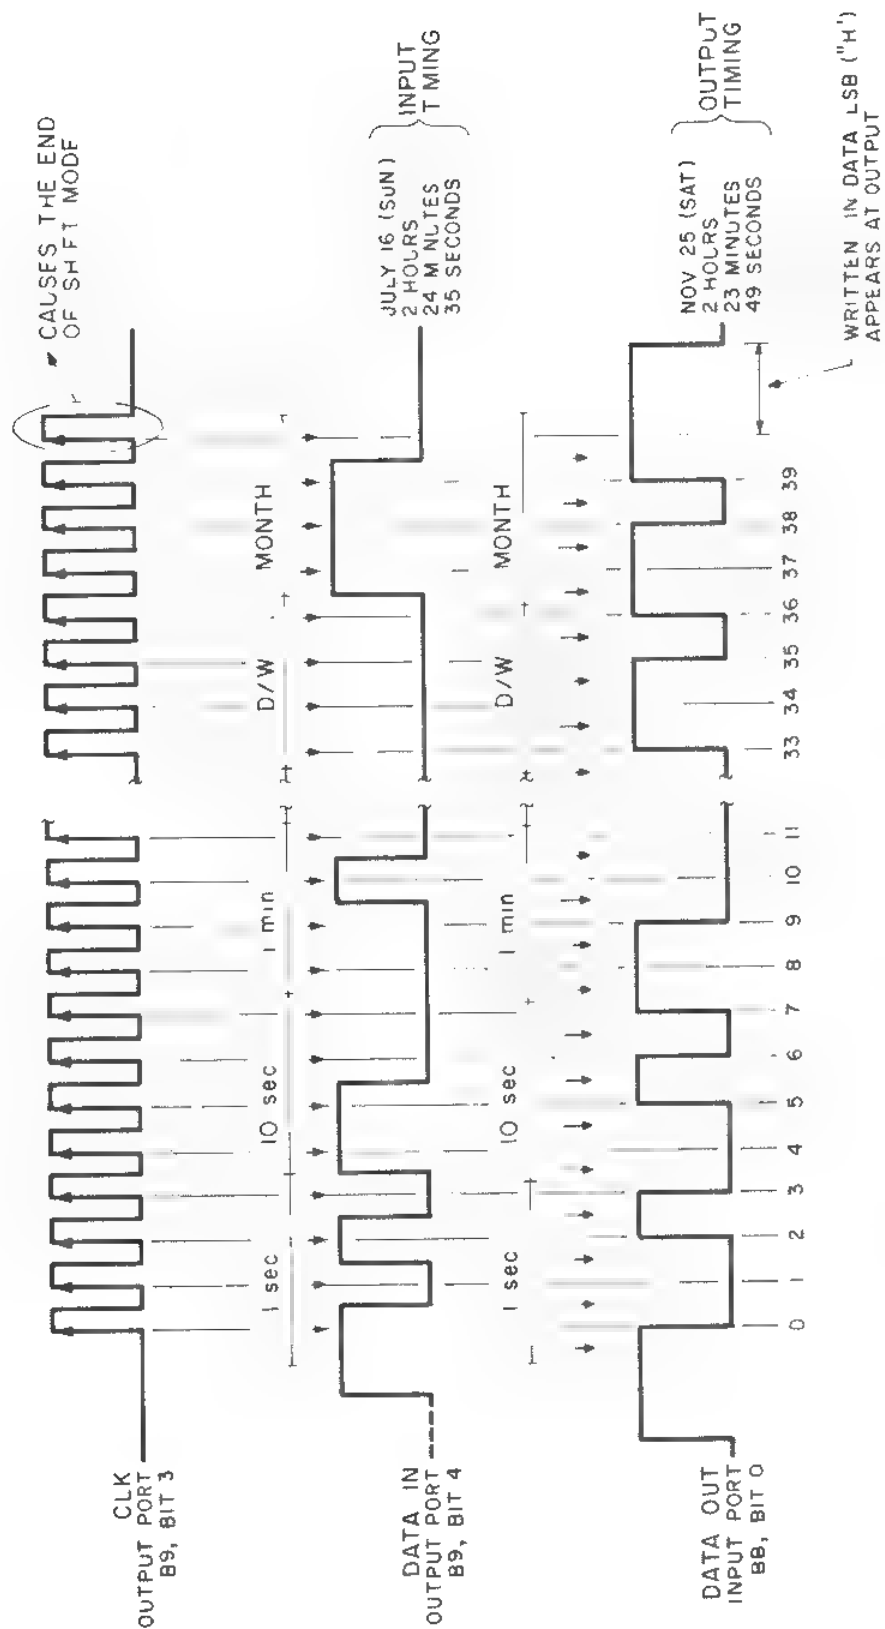 CLK
OUTPUT PORT
B9, BIT 3
CAUSES THE END
OF SHIFT MODE
1 sec
10 sec
1 min
D/W
MONTH
DATA IN
OUTPUT PORT
B9, BIT 4
JULY 16 (SUN)
2 HOURS
24 MINUTES
35 SECONDS
INPUT
TIMING
1 sec
10 sec
1 min
D/W
MONTH
DATA OUT
INPUT PORT
B8, BIT 0
NOV 25 (SAT)
2 HOURS
23 MINUTES
49 SECONDS
OUTPUT
TIMING
0 1 2 3 4 5 6 7 8 9 10 11 33 34 35 36 37 38 39
WRITTEN IN DATA LSB ("H")
APPEARS AT OUTPUT